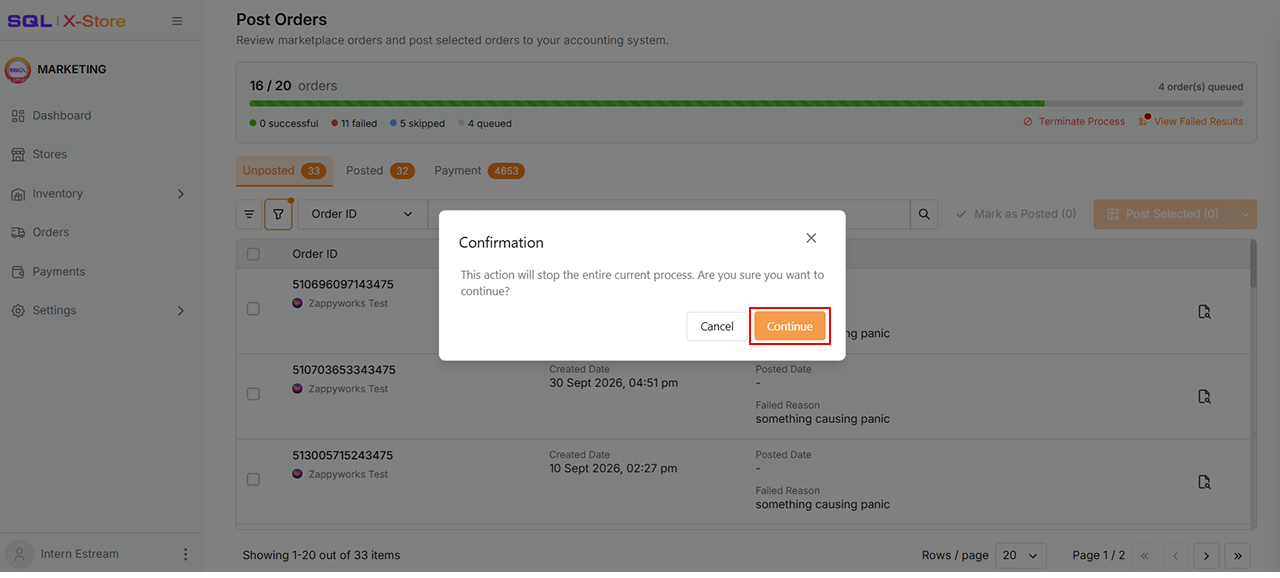 SQL | X-Store
MARKETING
Dashboard
Stores
Inventory
Orders
Payments
Settings
Intern Estream
Post Orders
Review marketplace orders and post selected orders to your accounting system.
16 / 20 orders
4 order(s) queued
0 successful 11 failed 5 skipped 4 queued
Terminate Process View Failed Results
Unposted 33 Posted 32 Payment 4653
Order ID Mark as Posted (0) Post Selected (0)
Order ID
510696097143475
Zappyworks Test
ng panic
Confirmation
This action will stop the entire current process. Are you sure you want to
continue?
Cancel Continue
510703653343475
Zappyworks Test
Created Date
30 Sept 2026, 04:51 pm
Posted Date
-
Failed Reason
something causing panic
513005715243475
Zappyworks Test
Created Date
10 Sept 2026, 02:27 pm
Posted Date
-
Failed Reason
something causing panic
Showing 1-20 out of 33 items
Rows / page 20 Page 1 / 2